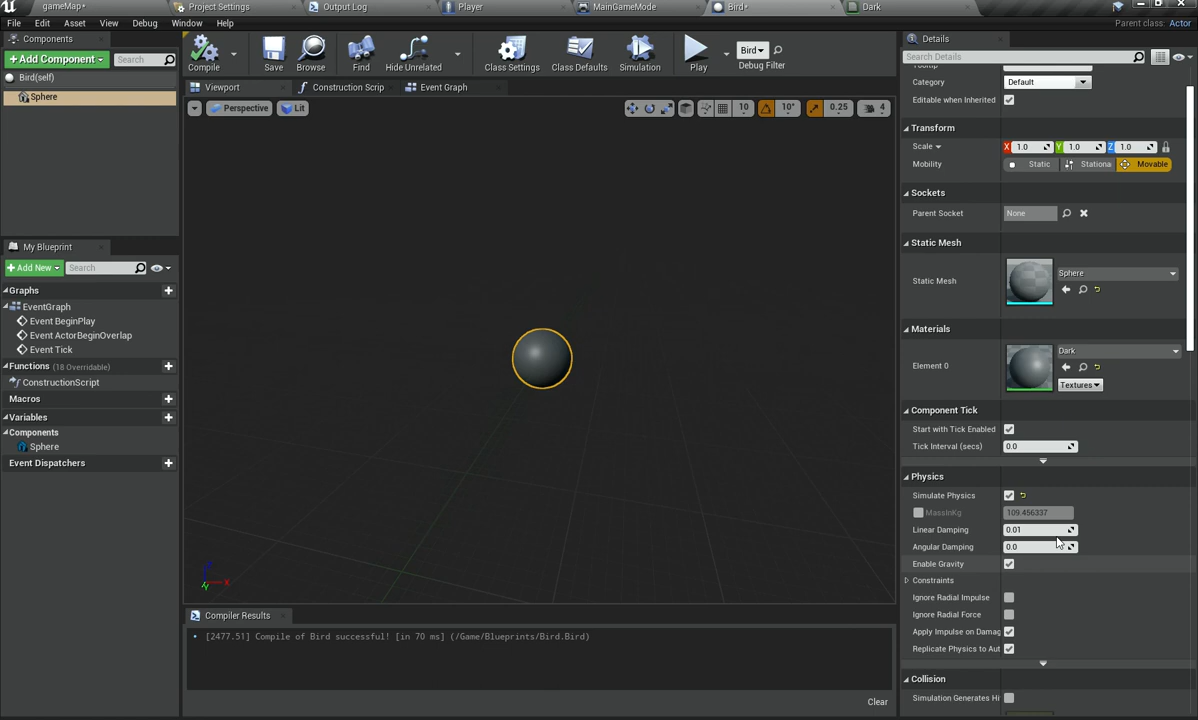 gameMap•
Project Settings
Output Log
Player
MainGameMode
Bird•
Dark
File Edit Asset View Debug Window Help
Parent class: Actor
Components
+ Add Component
Search
Bird(self)
Sphere
Compile
Save
Browse
Find
Hide Unrelated
Class Settings
Class Defaults
Simulation
Play
Bird
Debug Filter
Viewport
Construction Scrip
Event Graph
Perspective
Lit
10
10°
0.25
4
My Blueprint
+ Add New
Search
Graphs
EventGraph
Event BeginPlay
Event ActorBeginOverlap
Event Tick
Functions (18 Overridable)
ConstructionScript
Macros
Variables
Components
Sphere
Event Dispatchers
X
Y
Compiler Results
• [2477.51] Compile of Bird successful! [in 70 ms] (/Game/Blueprints/Bird.Bird)
Clear
Details
Search Details
Category Default
Editable when Inherited
Transform
Scale X 1.0 Y 1.0 Z 1.0
Mobility Static Stationa Movable
Sockets
Parent Socket None
Static Mesh
Static Mesh Sphere
Materials
Element 0 Dark
Textures
Component Tick
Start with Tick Enabled
Tick Interval (secs) 0.0
Physics
Simulate Physics
MassInKg 109.456337
Linear Damping 0.01
Angular Damping 0.0
Enable Gravity
Constraints
Ignore Radial Impulse
Ignore Radial Force
Apply Impulse on Damag
Replicate Physics to Aut
Collision
Simulation Generates Hi